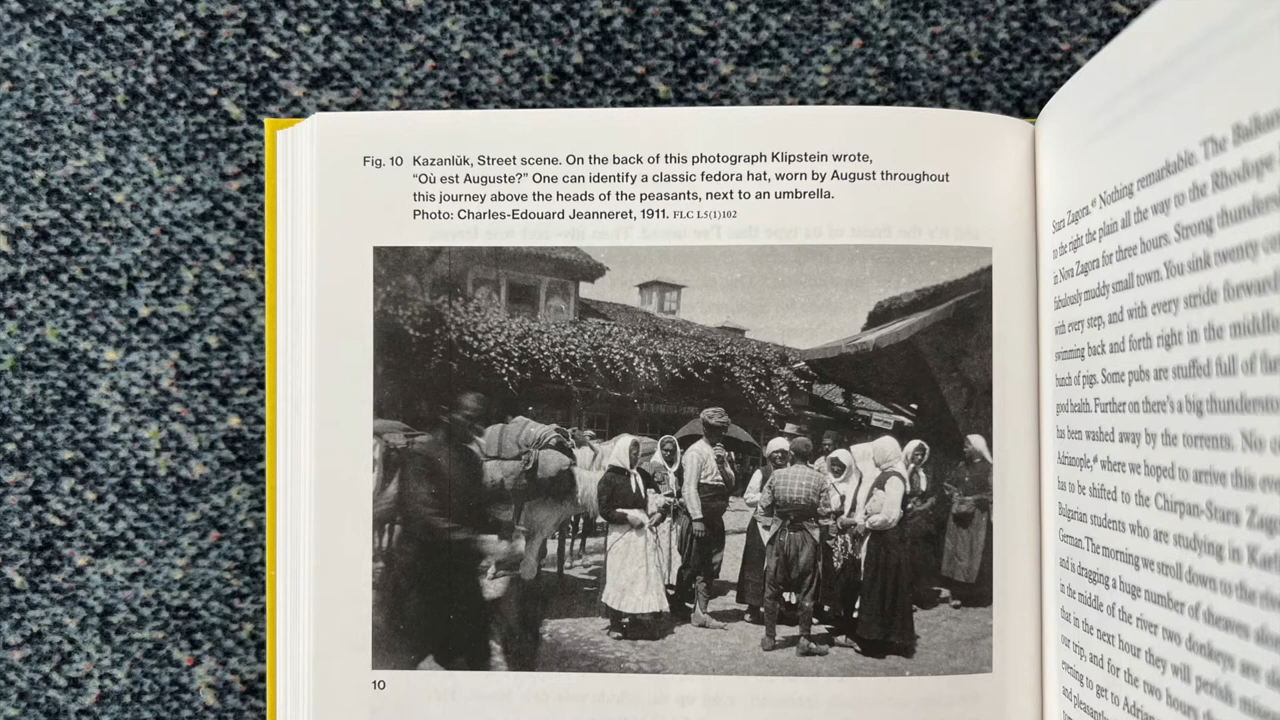 Fig. 10 Kazanlŭk, Street scene. On the back of this photograph Klipstein wrote,
“Où est Auguste?” One can identify a classic fedora hat, worn by August throughout
this journey above the heads of the peasants, next to an umbrella.
Photo: Charles-Edouard Jeanneret, 1911. FLC L5(1)102
10
Stara Zagora.⁴⁵ Nothing remarkable. The Balkan
to the right the plain all the way to the Rhodope
in Nova Zagora for three hours. Strong thunders
fabulously muddy small town. You sink twenty
with every step, and with every stride forward
swimming back and forth right in the middle
bunch of pigs. Some pubs are stuffed full of
good health. Further on there’s a big thundersto
has been washed away by the torrents. No
Adrianople,⁴⁶ where we hoped to arrive this
has to be shifted to the Chirpan-Stara Zag
Bulgarian students who are studying in Karl
German. The morning we stroll down to the
and is dragging a huge number of sheaves
in the middle of the river two donkeys are
that in the next hour they will perish
our trip, and for the two hours
evening to get to Adria
and pleasant